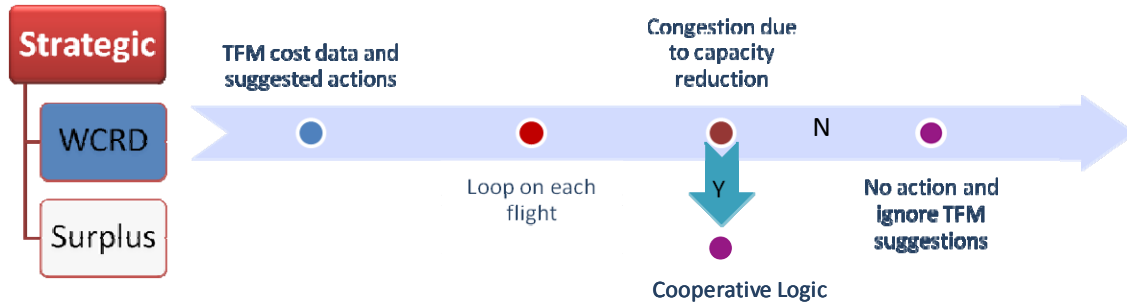 Strategic
WCRD
Surplus
TFM cost data and
suggested actions
Loop on each
flight
Congestion due
to capacity
reduction
Y
Cooperative Logic
N
No action and
ignore TFM
suggestions